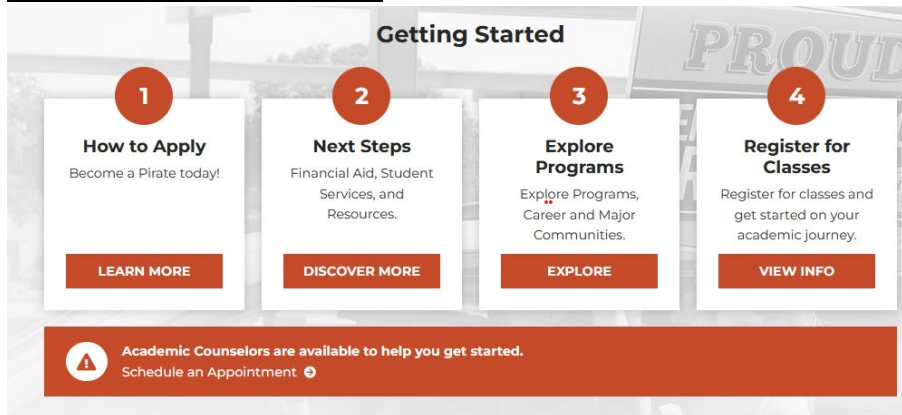 Getting Started
PROUD
1
How to Apply
Become a Pirate today!
LEARN MORE
2
Next Steps
Financial Aid, Student
Services, and
Resources.
DISCOVER MORE
3
Explore
Programs
Explore Programs,
Career and Major
Communities.
EXPLORE
4
Register for
Classes
Register for classes and
get started on your
academic journey.
VIEW INFO
Academic Counselors are available to help you get started.
Schedule an Appointment